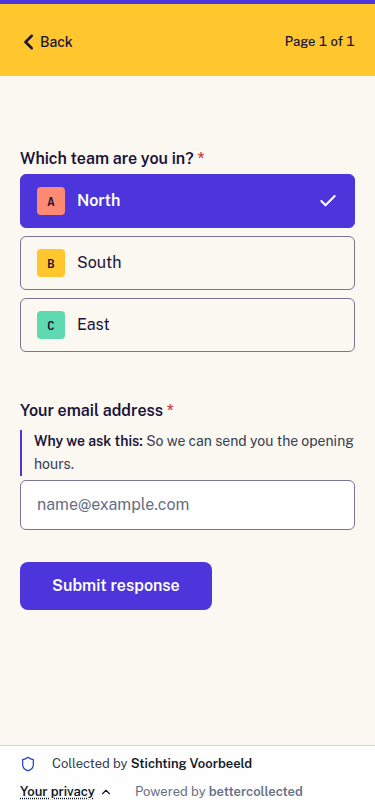 Back
Page 1 of 1
Which team are you in? *
A North
B South
C East
Your email address *
Why we ask this: So we can send you the opening
hours.
name@example.com
Submit response
Collected by Stichting Voorbeeld
Your privacy
Powered by bettercollected